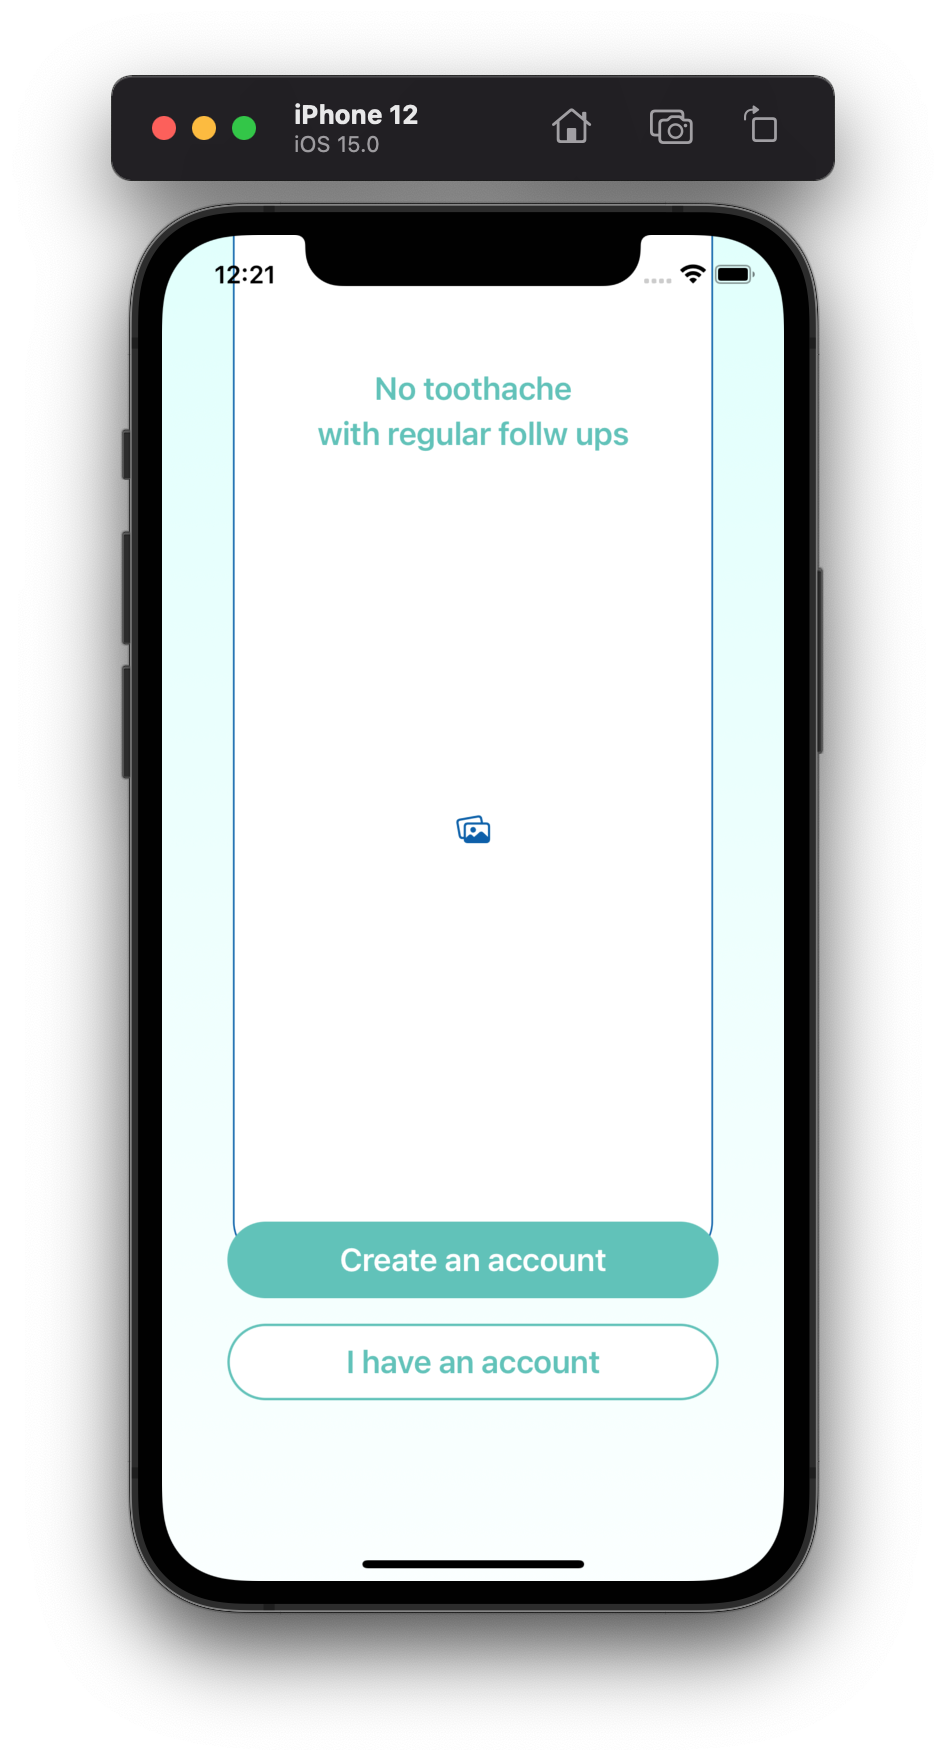 iPhone 12
iOS 15.0
12:21
No toothache
with regular follw ups
Create an account
I have an account